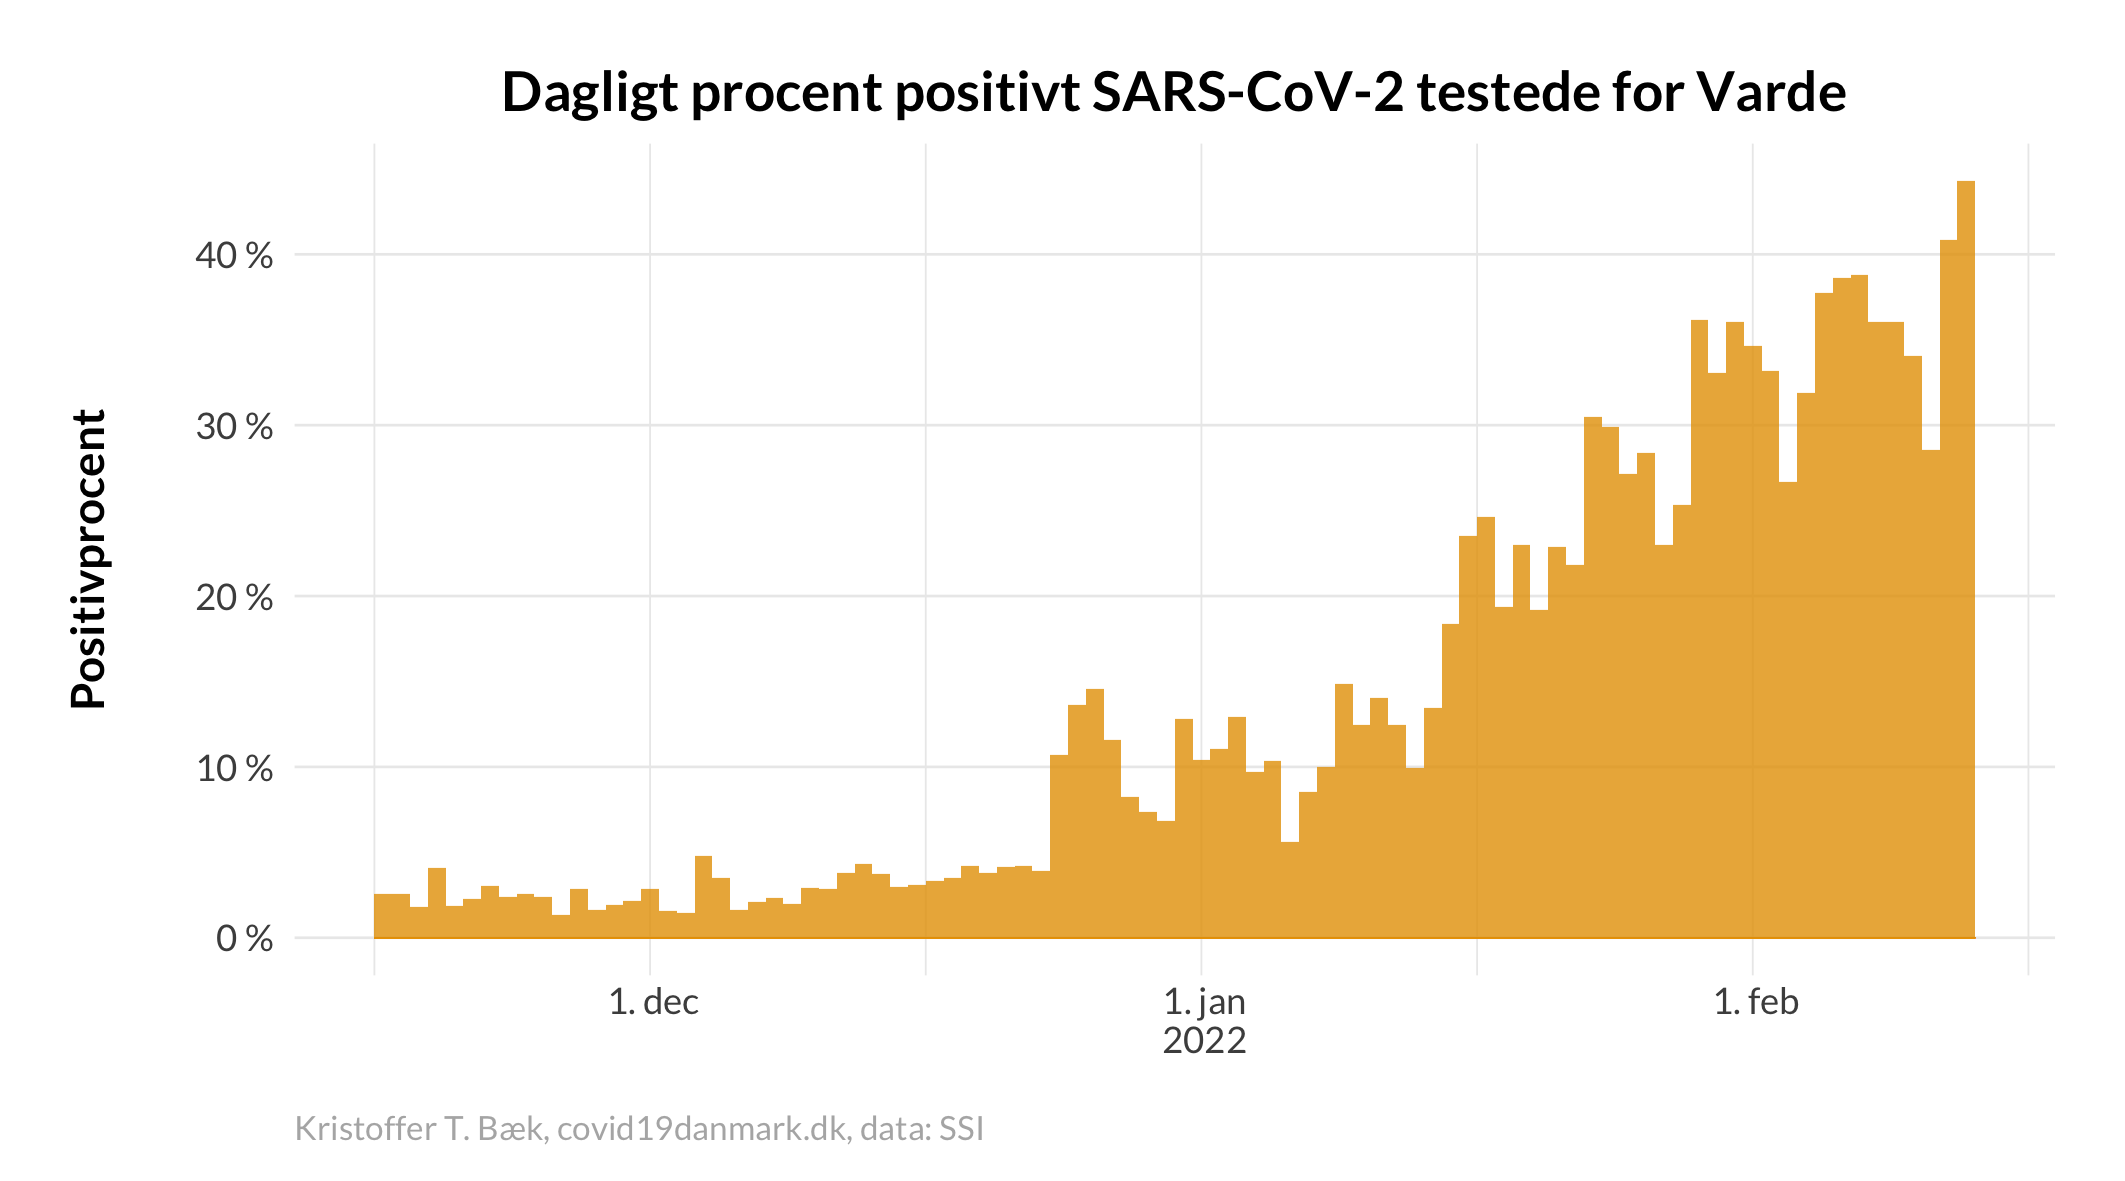 Dagligt procent positivt SARS-CoV-2 testede for Varde
Positivprocent
40 %
30 %
20 %
10 %
0 %
1. dec
1. jan
2022
1. feb
Kristoffer T. Bæk, covid19danmark.dk, data: SSI